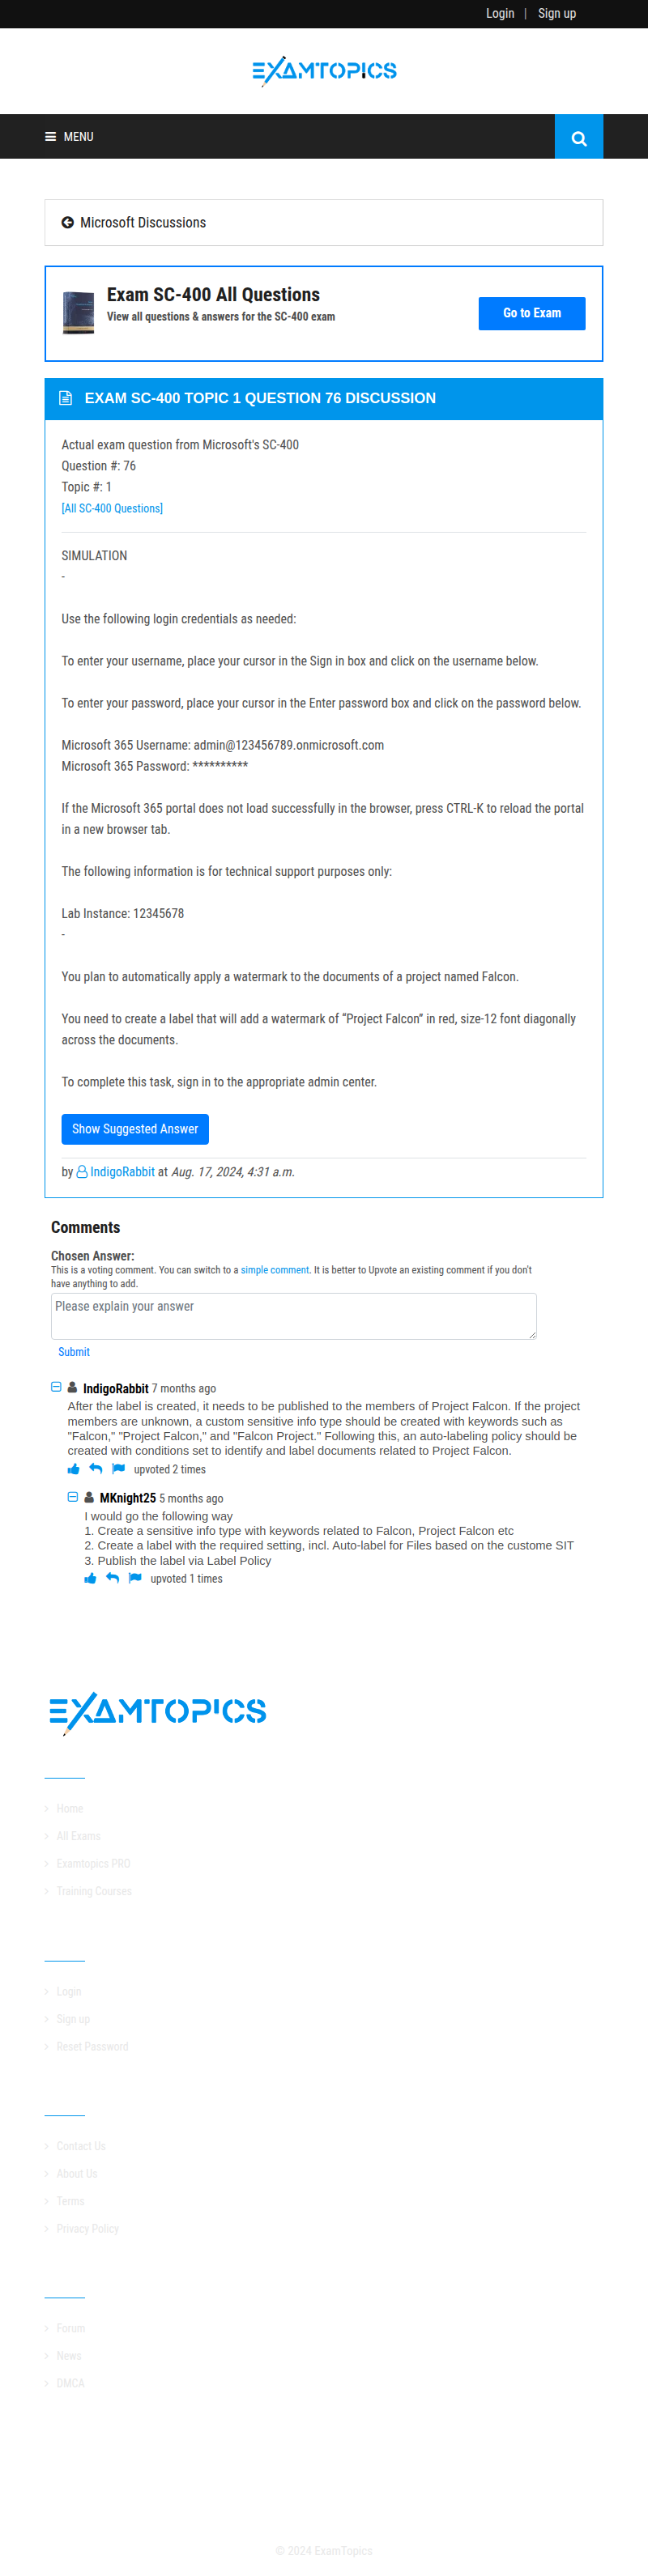 Login | Sign up
EXAMTOPICS
MENU
Microsoft Discussions
Exam SC-400 All Questions
View all questions & answers for the SC-400 exam
Go to Exam
EXAM SC-400 TOPIC 1 QUESTION 76 DISCUSSION
Actual exam question from Microsoft's SC-400
Question #: 76
Topic #: 1
[All SC-400 Questions]
SIMULATION
-
Use the following login credentials as needed:
To enter your username, place your cursor in the Sign in box and click on the username below.
To enter your password, place your cursor in the Enter password box and click on the password below.
Microsoft 365 Username: admin@123456789.onmicrosoft.com
Microsoft 365 Password: **********
If the Microsoft 365 portal does not load successfully in the browser, press CTRL-K to reload the portal
in a new browser tab.
The following information is for technical support purposes only:
Lab Instance: 12345678
-
You plan to automatically apply a watermark to the documents of a project named Falcon.
You need to create a label that will add a watermark of “Project Falcon” in red, size-12 font diagonally
across the documents.
To complete this task, sign in to the appropriate admin center.
Show Suggested Answer
by IndigoRabbit at Aug. 17, 2024, 4:31 a.m.
Comments
Chosen Answer:
This is a voting comment. You can switch to a simple comment. It is better to Upvote an existing comment if you don't
have anything to add.
Please explain your answer
Submit
IndigoRabbit 7 months ago
After the label is created, it needs to be published to the members of Project Falcon. If the project
members are unknown, a custom sensitive info type should be created with keywords such as
"Falcon," "Project Falcon," and "Falcon Project." Following this, an auto-labeling policy should be
created with conditions set to identify and label documents related to Project Falcon.
upvoted 2 times
MKnight25 5 months ago
I would go the following way
1. Create a sensitive info type with keywords related to Falcon, Project Falcon etc
2. Create a label with the required setting, incl. Auto-label for Files based on the custome SIT
3. Publish the label via Label Policy
upvoted 1 times
EXAMTOPICS
Home
All Exams
Examtopics PRO
Training Courses
Login
Sign up
Reset Password
Contact Us
About Us
Terms
Privacy Policy
Forum
News
DMCA
© 2024 ExamTopics